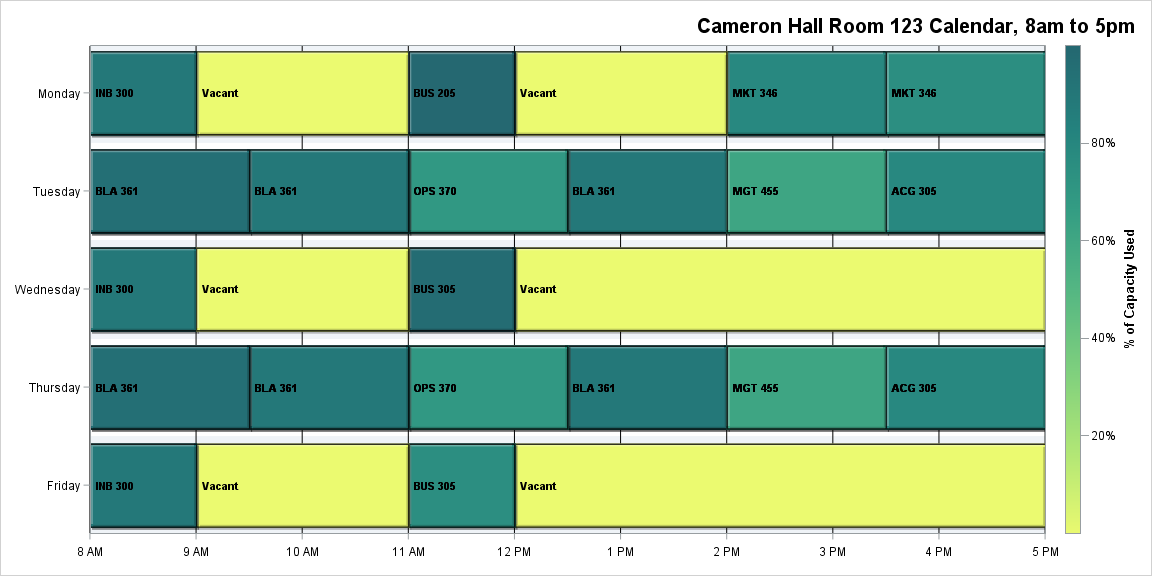 Cameron Hall Room 123 Calendar, 8am to 5pm
Monday
INB 300
Vacant
BUS 205
Vacant
MKT 346
MKT 346
Tuesday
BLA 361
BLA 361
OPS 370
BLA 361
MGT 455
ACG 305
Wednesday
INB 300
Vacant
BUS 305
Vacant
Thursday
BLA 361
BLA 361
OPS 370
BLA 361
MGT 455
ACG 305
Friday
INB 300
Vacant
BUS 305
Vacant
8 AM
9 AM
10 AM
11 AM
12 PM
1 PM
2 PM
3 PM
4 PM
5 PM
80%
60%
40%
20%
% of Capacity Used